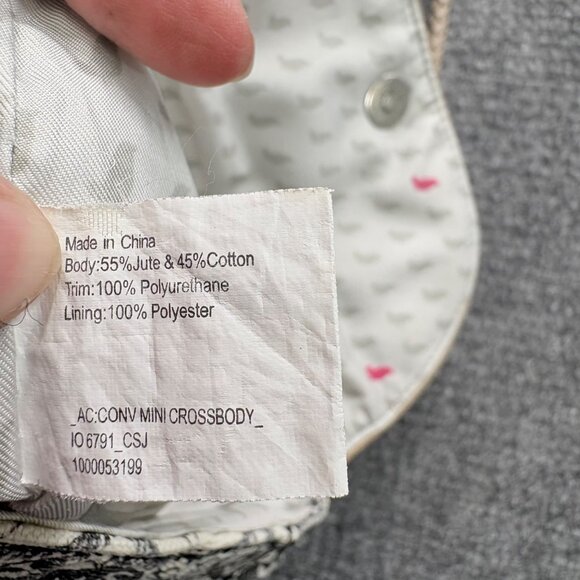 Made in China
Body:55%Jute & 45%Cotton
Trim:100% Polyurethane
Lining:100% Polyester
_AC:CONV MINI CROSSBODY_
IO 6791_CSJ
1000053199